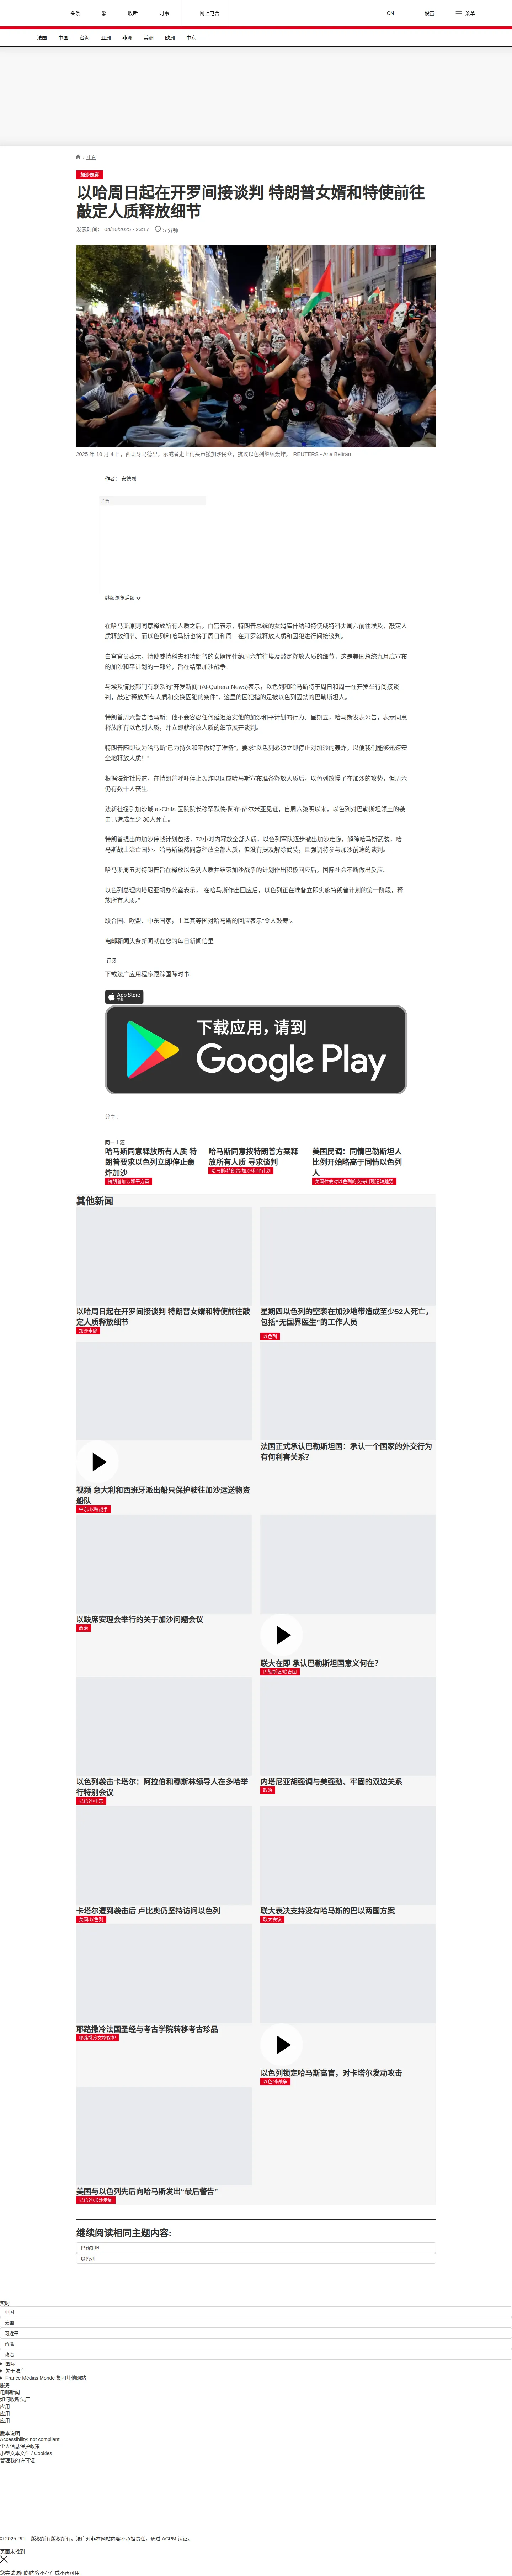 头条
繁
收听
时事
网上电台
CN
设置
菜单
法国
中国
台海
亚洲
非洲
美洲
欧洲
中东
/ 中东
加沙走廊
以哈周日起在开罗间接谈判 特朗普女婿和特使前往
敲定人质释放细节
发表时间： 04/10/2025 - 23:17
5 分钟
2025 年 10 月 4 日，西班牙马德里，示威者走上街头声援加沙民众，抗议以色列继续轰炸。 REUTERS - Ana Beltran
作者： 安德烈
广告
继续浏览后续
在哈马斯原则同意释放所有人质之后，白宫表示，特朗普总统的女婿库什纳和特使威特科夫周六前往埃及，敲定人
质释放细节。而以色列和哈马斯也将于周日和周一在开罗就释放人质和囚犯进行间接谈判。
白宫官员表示，特使威特科夫和特朗普的女婿库什纳周六前往埃及敲定释放人质的细节，这是美国总统九月底宣布
的加沙和平计划的一部分，旨在结束加沙战争。
与埃及情报部门有联系的“开罗新闻”(Al-Qahera News)表示，以色列和哈马斯将于周日和周一在开罗举行间接谈
判，敲定“释放所有人质和交换囚犯的条件”，这里的囚犯指的是被以色列囚禁的巴勒斯坦人。
特朗普周六警告哈马斯：他不会容忍任何延迟落实他的加沙和平计划的行为。星期五，哈马斯发表公告，表示同意
释放所有以色列人质，并立即就释放人质的细节展开谈判。
特朗普随即认为哈马斯“已为持久和平做好了准备”，要求“以色列必须立即停止对加沙的轰炸，以便我们能够迅速安
全地释放人质！”
根据法新社报道，在特朗普呼吁停止轰炸以回应哈马斯宣布准备释放人质后，以色列放慢了在加沙的攻势，但周六
仍有数十人丧生。
法新社援引加沙城 al-Chifa 医院院长穆罕默德·阿布·萨尔米亚见证，自周六黎明以来，以色列对巴勒斯坦领土的袭
击已造成至少 36人死亡。
特朗普提出的加沙停战计划包括，72小时内释放全部人质，以色列军队逐步撤出加沙走廊，解除哈马斯武装，哈
马斯战士流亡国外。哈马斯虽然同意释放全部人质，但没有提及解除武装，且强调将参与加沙前途的谈判。
哈马斯周五对特朗普旨在释放以色列人质并结束加沙战争的计划作出积极回应后，国际社会不断做出反应。
以色列总理内塔尼亚胡办公室表示，“在哈马斯作出回应后，以色列正在准备立即实施特朗普计划的第一阶段，释
放所有人质。”
联合国、欧盟、中东国家，土耳其等国对哈马斯的回应表示“令人鼓舞”。
电邮新闻头条新闻就在您的每日新闻信里
订阅
下载法广应用程序跟踪国际时事
App Store
下载
下载应用，请到
Google Play
分享 :
同一主题
哈马斯同意释放所有人质 特
朗普要求以色列立即停止轰
炸加沙
特朗普加沙和平方案
哈马斯同意按特朗普方案释
放所有人质 寻求谈判
哈马斯/特朗普/加沙/和平计划
美国民调：同情巴勒斯坦人
比例开始略高于同情以色列
人
美国社会对以色列的支持出现逆转趋势
其他新闻
以哈周日起在开罗间接谈判 特朗普女婿和特使前往敲
定人质释放细节
加沙走廊
星期四以色列的空袭在加沙地带造成至少52人死亡，
包括“无国界医生”的工作人员
以色列
视频 意大利和西班牙派出船只保护驶往加沙运送物资
船队
中东/以哈战争
法国正式承认巴勒斯坦国：承认一个国家的外交行为
有何利害关系？
以缺席安理会举行的关于加沙问题会议
政治
联大在即 承认巴勒斯坦国意义何在？
巴勒斯坦/联合国
以色列袭击卡塔尔：阿拉伯和穆斯林领导人在多哈举
行特别会议
以色列/中东
内塔尼亚胡强调与美强劲、牢固的双边关系
政治
卡塔尔遭到袭击后 卢比奥仍坚持访问以色列
美国/以色列
联大表决支持没有哈马斯的巴以两国方案
联大会议
耶路撒冷法国圣经与考古学院转移考古珍品
耶路撒冷文物保护
以色列锁定哈马斯高官，对卡塔尔发动攻击
以色列/战争
美国与以色列先后向哈马斯发出“最后警告”
以色列/加沙走廊
继续阅读相同主题内容:
巴勒斯坦
以色列
实时
中国
美国
习近平
台湾
政治
国际
关于法广
France Médias Monde 集团其他网站
服务
电邮新闻
如何收听法广
应用
应用
应用
版本说明
Accessibility: not compliant
个人信息保护政策
小型文本文件 / Cookies
管理我的许可证
© 2025 RFI – 版权所有版权所有。法广对非本网站内容不承担责任。通过 ACPM 认证。
页面未找到
您尝试访问的内容不存在或不再可用。